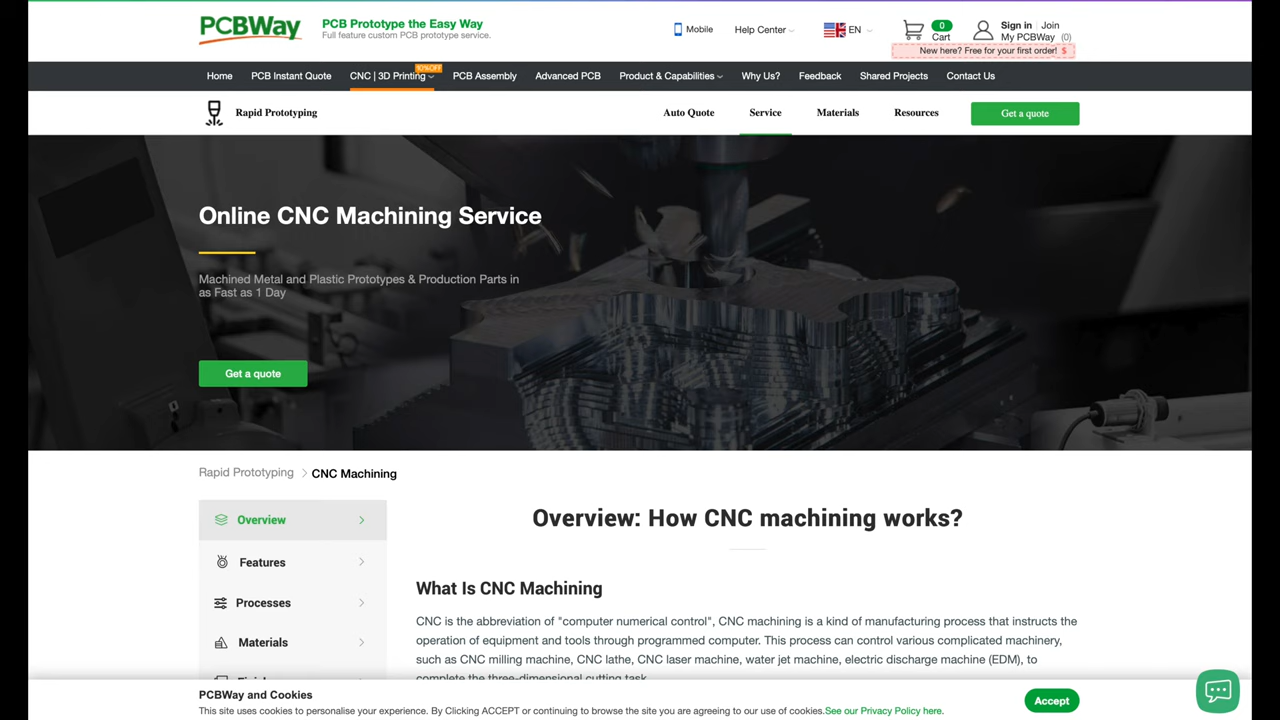 PCBWay
PCB Prototype the Easy Way
Full feature custom PCB prototype service.
Mobile
Help Center
EN
0
Cart
Sign in | Join
My PCBWay (0)
New here? Free for your first order! $
Home
PCB Instant Quote
CNC | 3D Printing
10%OFF
PCB Assembly
Advanced PCB
Product & Capabilities
Why Us?
Feedback
Shared Projects
Contact Us
Rapid Prototyping
Auto Quote
Service
Materials
Resources
Get a quote
Online CNC Machining Service
Machined Metal and Plastic Prototypes & Production Parts in
as Fast as 1 Day
Get a quote
Rapid Prototyping > CNC Machining
Overview
Features
Processes
Materials
Overview: How CNC machining works?
What Is CNC Machining
CNC is the abbreviation of "computer numerical control", CNC machining is a kind of manufacturing process that instructs the
operation of equipment and tools through programmed computer. This process can control various complicated machinery,
such as CNC milling machine, CNC lathe, CNC laser machine, water jet machine, electric discharge machine (EDM), to
complete the three-dimensional cutting task.
PCBWay and Cookies
This site uses cookies to personalise your experience. By Clicking ACCEPT or continuing to browse the site you are agreeing to our use of cookies.See our Privacy Policy here.
Accept